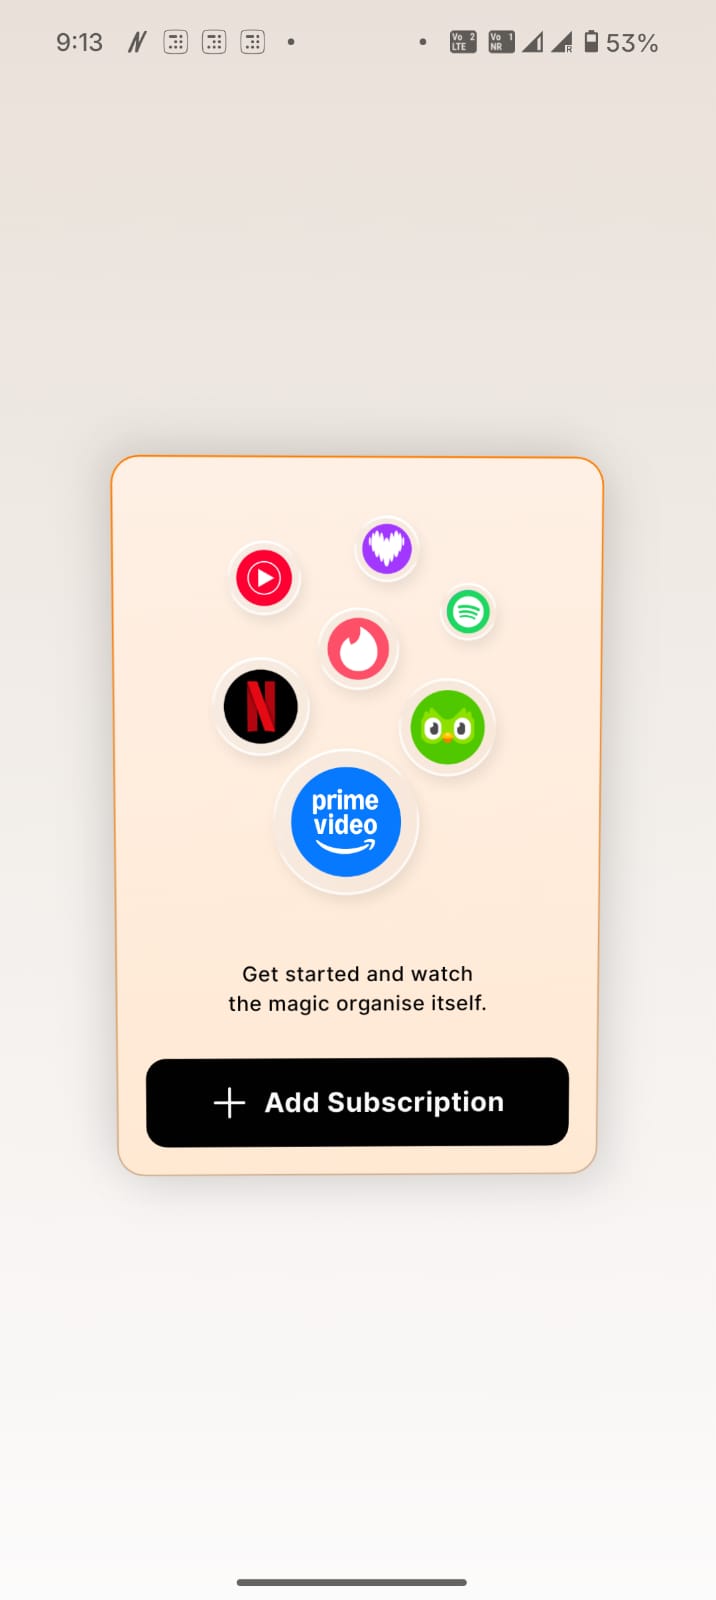 9:13
Vo 2
LTE
Vo 1
NR
R
53%
N
prime
video
Get started and watch
the magic organise itself.
Add Subscription